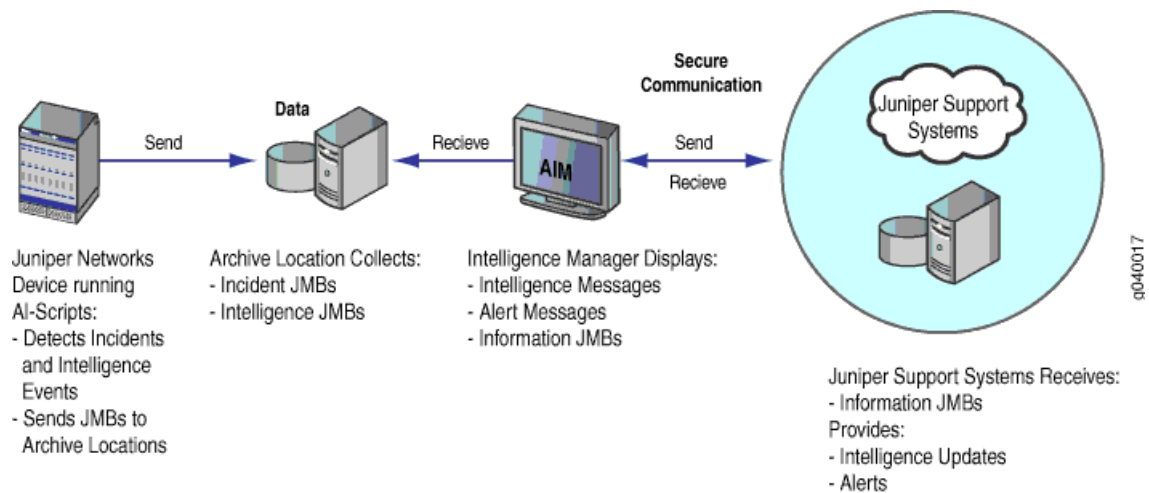 Secure
Communication
Juniper Support
Systems
Data
Send
Recieve
AIM
Send
Recieve
Juniper Networks
Device running
AI-Scripts:
- Detects Incidents
and Intelligence
Events
- Sends JMBs to
Archive Locations
Archive Location Collects:
- Incident JMBs
- Intelligence JMBs
Intelligence Manager Displays:
- Intelligence Messages
- Alert Messages
- Information JMBs
Juniper Support Systems Receives:
- Information JMBs
Provides:
- Intelligence Updates
- Alerts
g040017